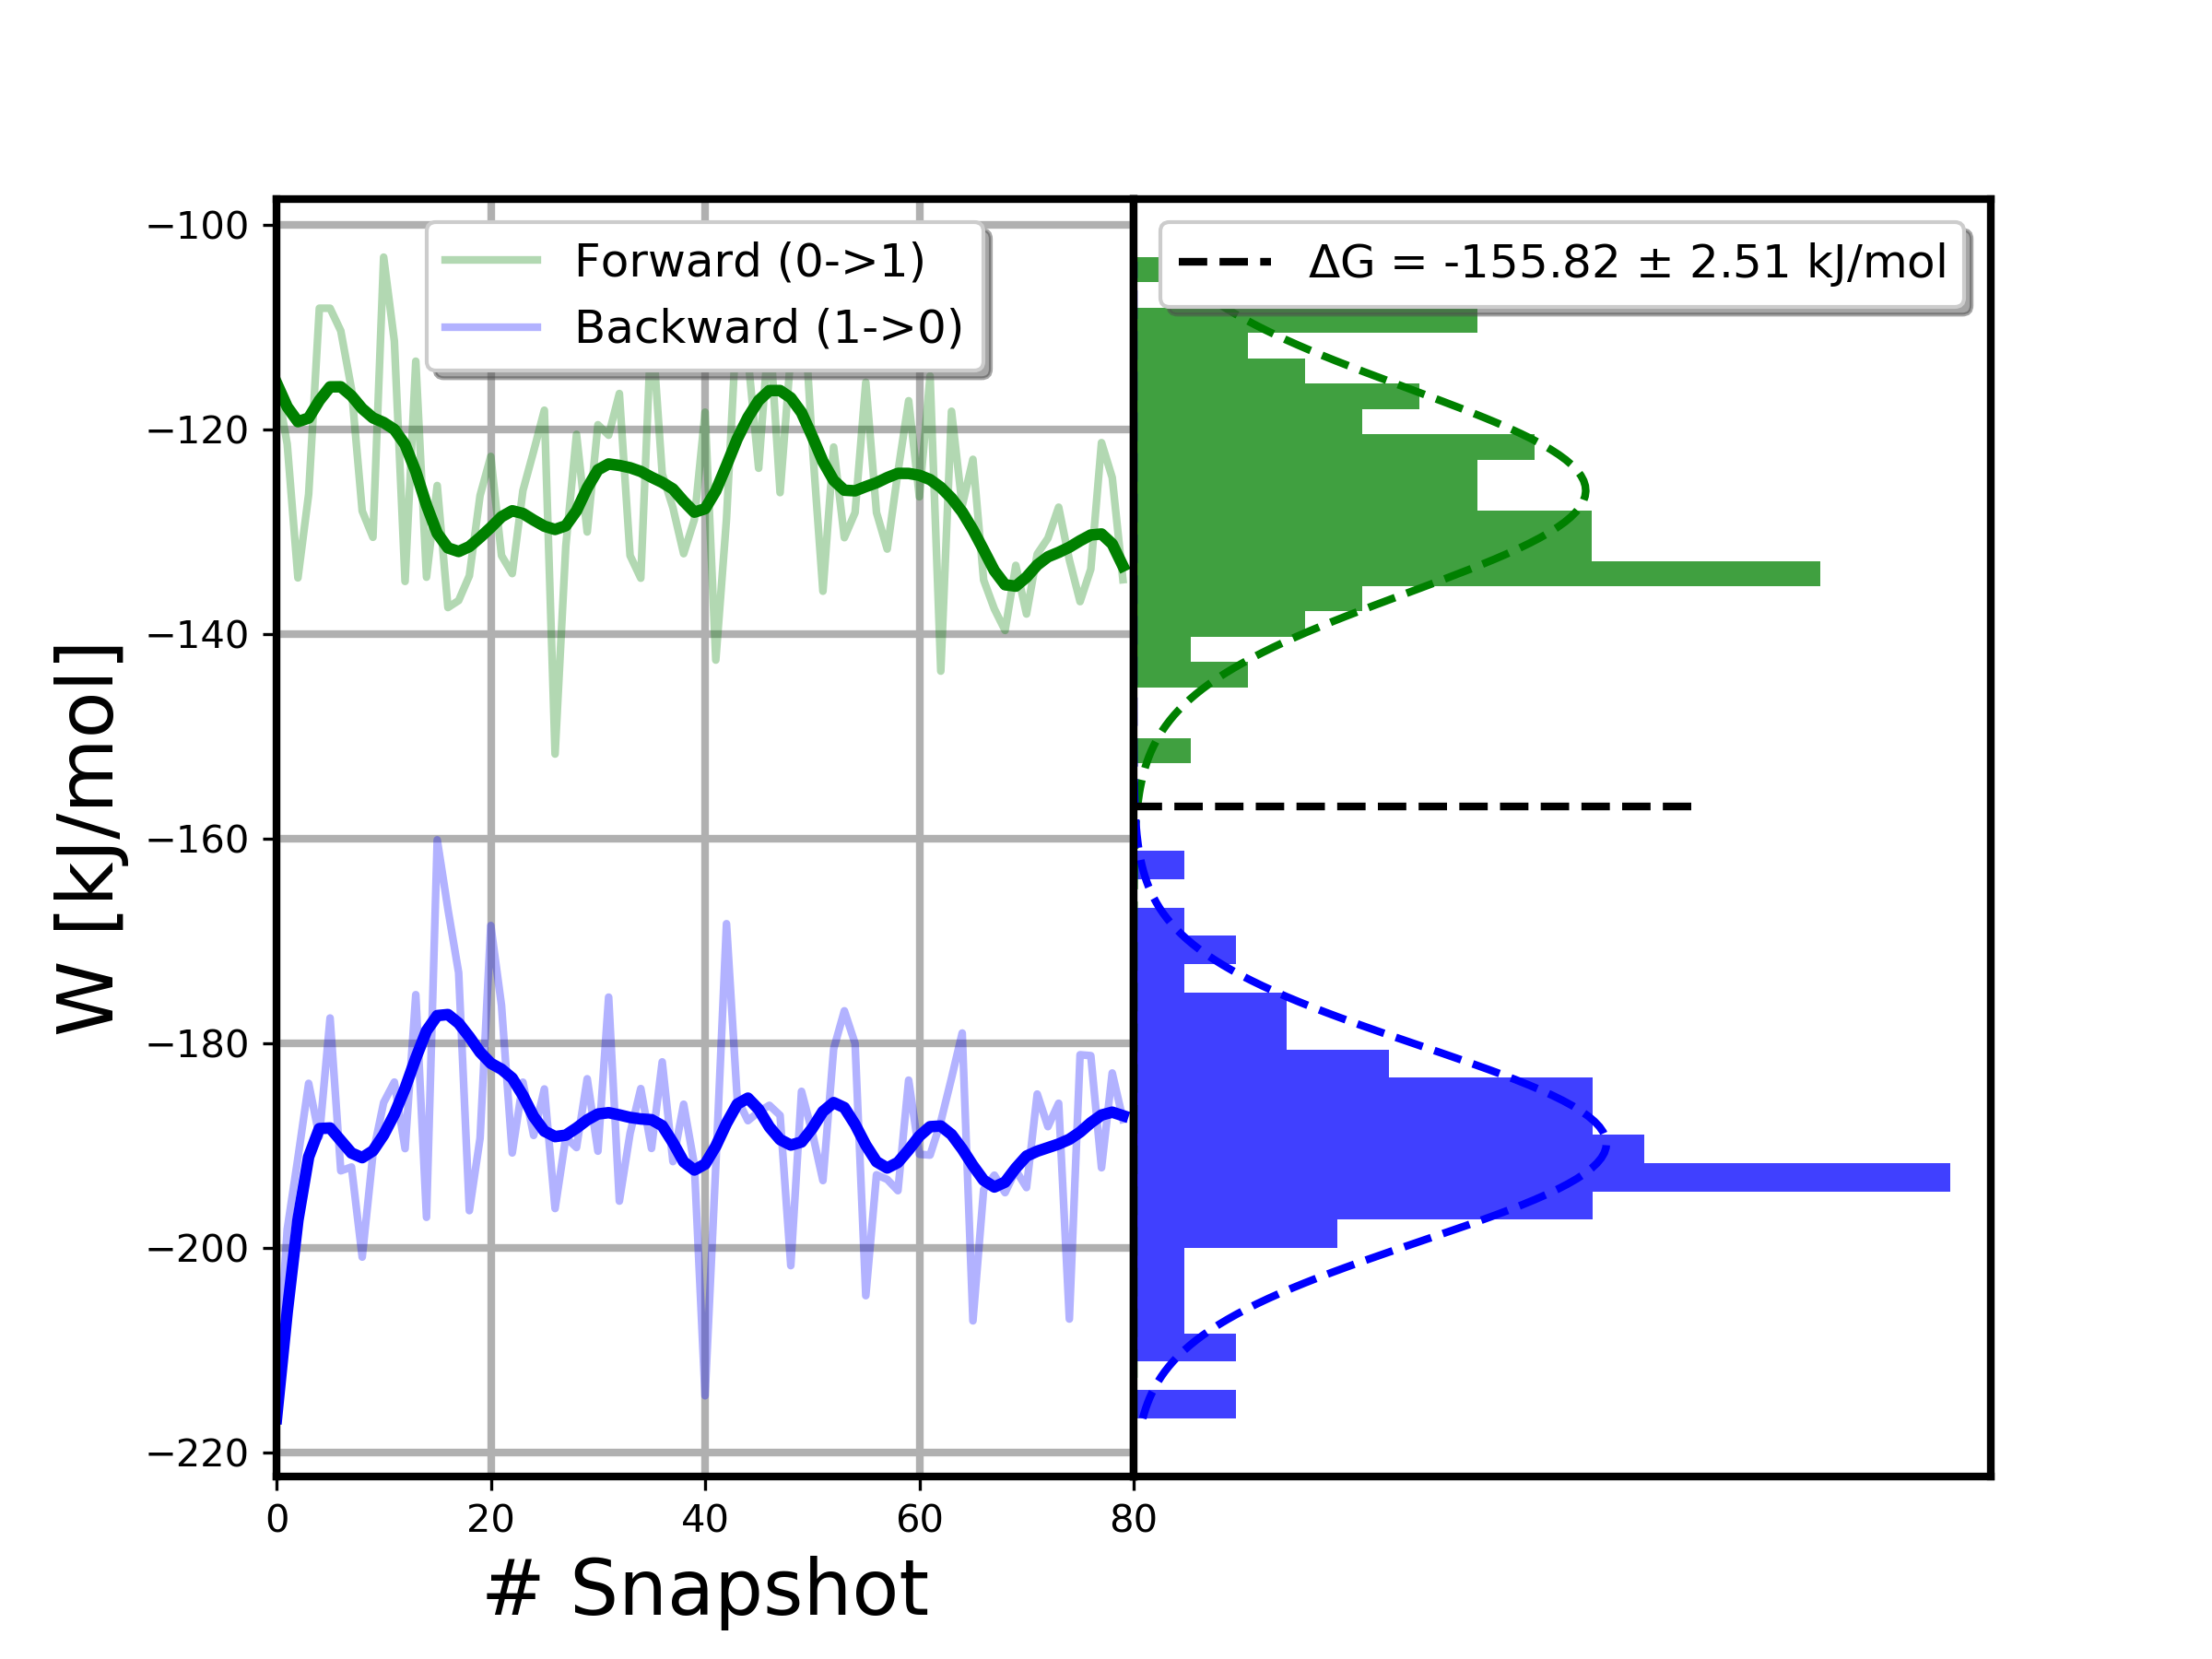 Forward (0->1)
Backward (1->0)
ΔG = -155.82 ± 2.51 kJ/mol
W [kJ/mol]
−100
−120
−140
−160
−180
−200
−220
0 20 40 60 80
# Snapshot